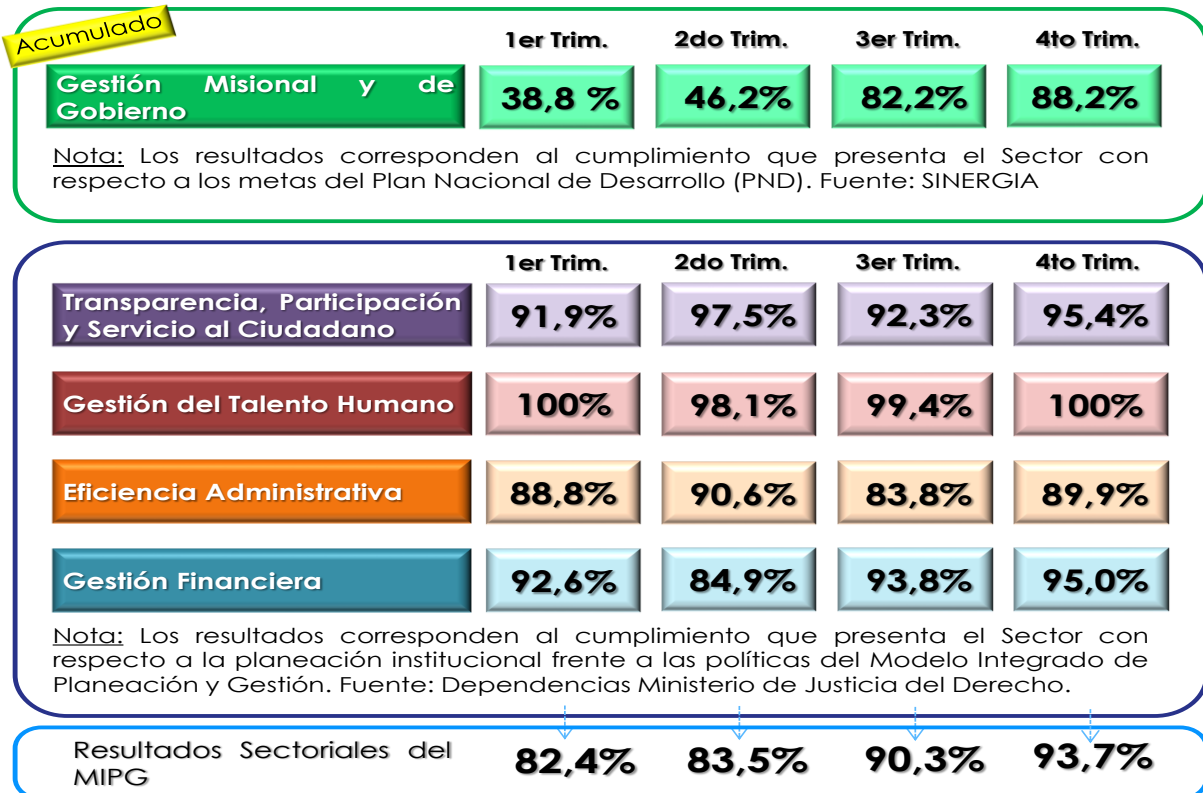 Acumulado
1er Trim. 2do Trim. 3er Trim. 4to Trim.
Gestión Misional y de
Gobierno
38,8 % 46,2% 82,2% 88,2%
Nota: Los resultados corresponden al cumplimiento que presenta el Sector con
respecto a los metas del Plan Nacional de Desarrollo (PND). Fuente: SINERGIA
1er Trim. 2do Trim. 3er Trim. 4to Trim.
Transparencia, Participación
y Servicio al Ciudadano
91,9% 97,5% 92,3% 95,4%
Gestión del Talento Humano 100% 98,1% 99,4% 100%
Eficiencia Administrativa 88,8% 90,6% 83,8% 89,9%
Gestión Financiera 92,6% 84,9% 93,8% 95,0%
Nota: Los resultados corresponden al cumplimiento que presenta el Sector con
respecto a la planeación institucional frente a las políticas del Modelo Integrado de
Planeación y Gestión. Fuente: Dependencias Ministerio de Justicia del Derecho.
Resultados Sectoriales del
MIPG
82,4% 83,5% 90,3% 93,7%